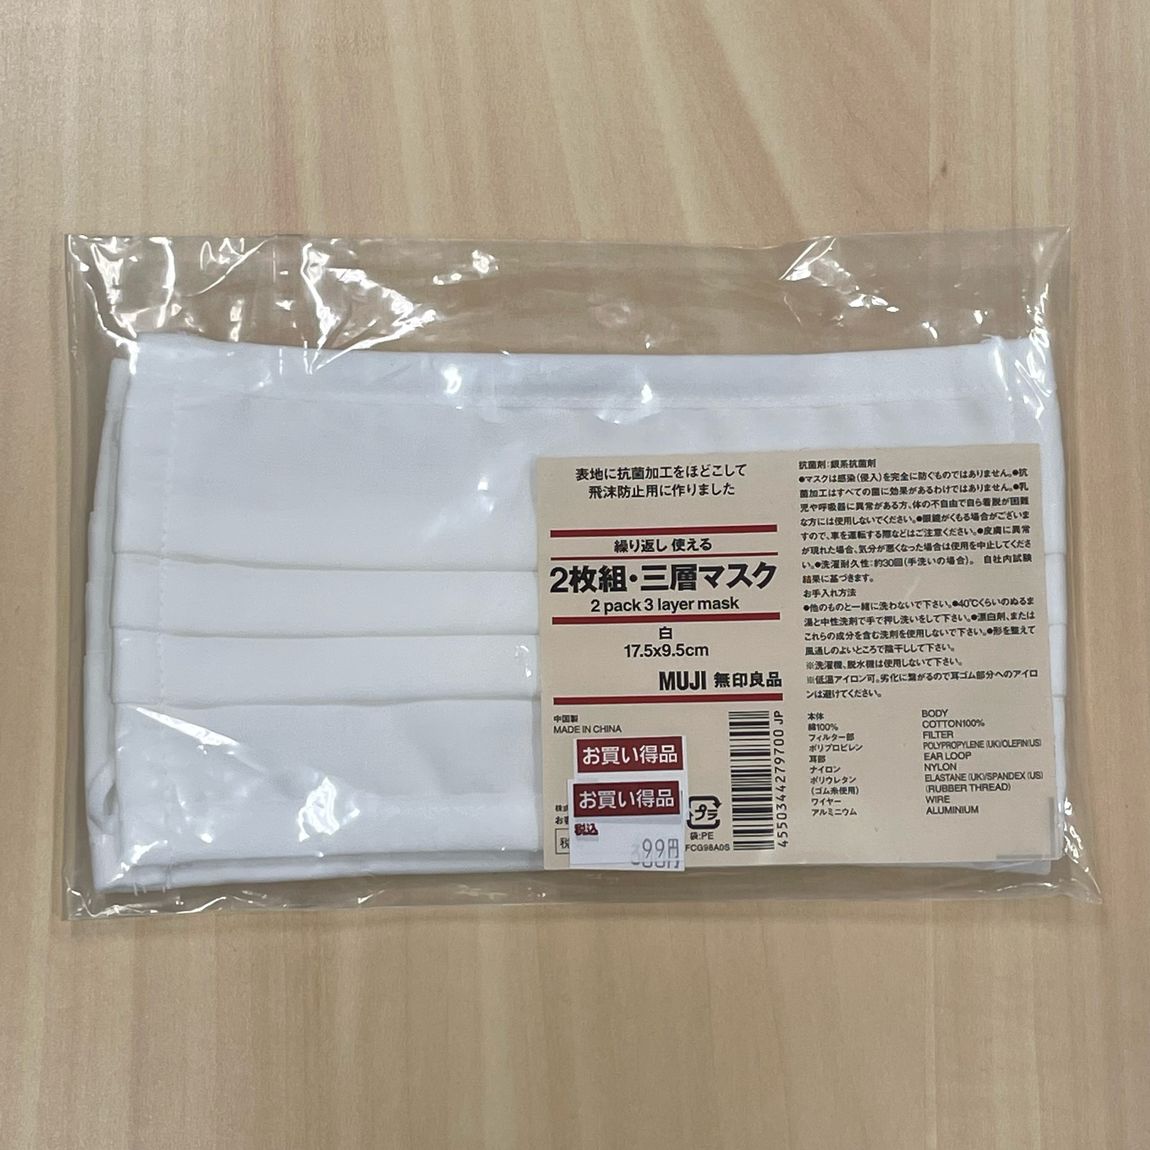 表地に抗菌加工をほどこして
飛沫防止用に作りました
繰り返し使える
2枚組・三層マスク
2 pack 3 layer mask
白
17.5x9.5cm
MUJI 無印良品
中国製
MADE IN CHINA
お買い得品
お買い得品
税込
99円
プラ
袋:PE
FCG98A0S
4550344279700 JP
抗菌剤:銀系抗菌剤
●マスクは感染(侵入)を完全に防ぐものではありません。●抗
菌加工はすべての菌に効果があるわけではありません。●乳
児や呼吸器に異常がある方、体の不自由で自ら着脱が困難
な方には使用しないでください。●眼鏡がくもる場合がございま
すので、車を運転する際などはご注意ください。●皮膚に異常
が現れた場合、気分が悪くなった場合は使用を中止してくださ
い。●洗濯耐久性:約30回(手洗いの場合)。 自社内試験
結果に基づきます。
お手入れ方法
●他のものと一緒に洗わないで下さい。●40℃くらいのぬるま
湯と中性洗剤で手で押し洗いをして下さい。●漂白剤、または
これらの成分を含む洗剤を使用しないで下さい。●形を整えて
風通しのよいところで陰干しして下さい。
※洗濯機、脱水機は使用しないで下さい。
※低温アイロン可。劣化に繋がるので耳ゴム部分へのアイロ
ンは避けてください。
本体
綿100%
フィルター部
ポリプロピレン
耳部
ナイロン
ポリウレタン
(ゴム糸使用)
ワイヤー
アルミニウム
BODY
COTTON100%
FILTER
POLYPROPYLENE (UK)/OLEFIN(US)
EAR LOOP
NYLON
ELASTANE (UK)/SPANDEX (US)
(RUBBER THREAD)
WIRE
ALUMINIUM